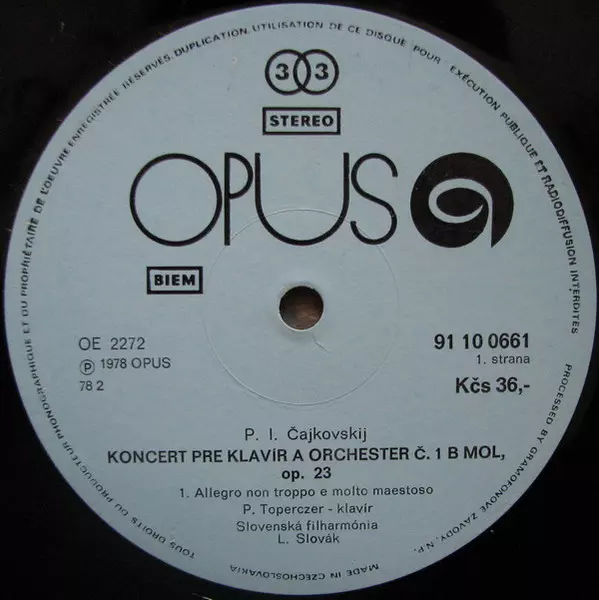 TOUS DROITS DU PRODUCTEUR PHONOGRAPHIQUE ET DU PROPRIÉTAIRE DE L'OEUVRE ENREGISTRÉE RÉSERVÉS. DUPLICATION, UTILISATION DE CE DISQUE POUR EXÉCUTION PUBLIQUE ET RADIODIFFUSION INTERDITES
PROCESSED BY GRAMOFONOVÉ ZÁVODY, N.P.
33
STEREO
OPUS
BIEM
OE 2272
91 10 0661
Ⓟ 1978 OPUS
1. strana
78 2
Kčs 36,-
P. I. Čajkovskij
KONCERT PRE KLAVÍR A ORCHESTER Č. 1 B MOL,
op. 23
1. Allegro non troppo e molto maestoso
P. Toperczer - klavír
Slovenská filharmónia
L. Slovák
MADE IN CZECHOSLOVAKIA